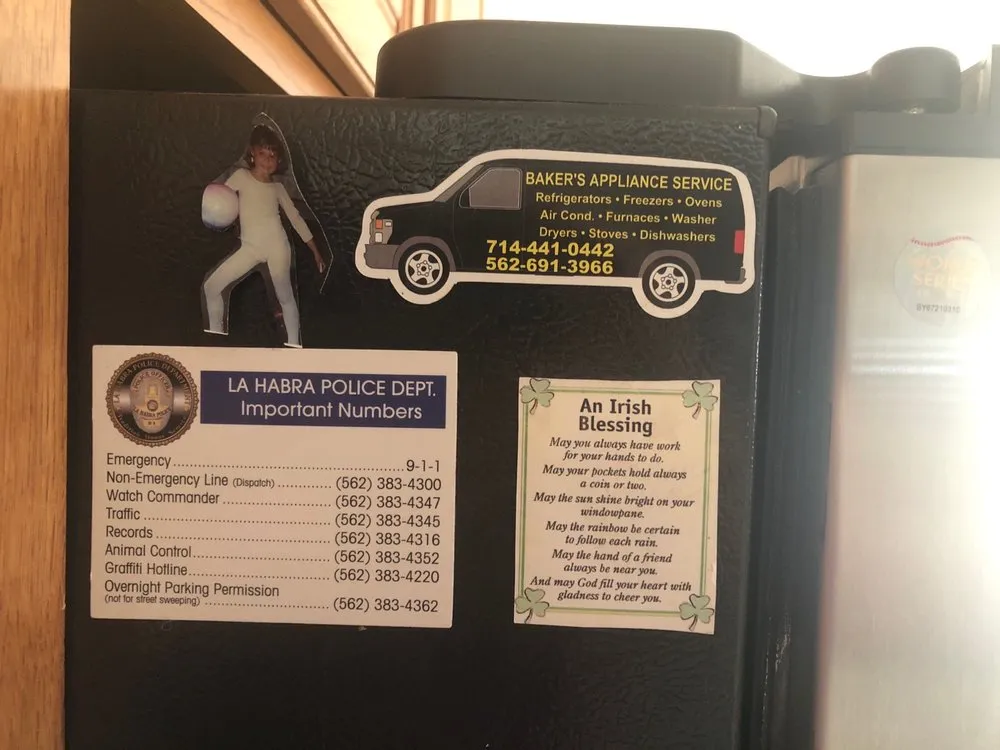 BAKER'S APPLIANCE SERVICE
Refrigerators • Freezers • Ovens
Air Cond. • Furnaces • Washer
Dryers • Stoves • Dishwashers
714-441-0442
562-691-3966
LA HABRA POLICE DEPT.
Important Numbers
Emergency 9-1-1
Non-Emergency Line (Dispatch) (562) 383-4300
Watch Commander (562) 383-4347
Traffic (562) 383-4345
Records (562) 383-4316
Animal Control (562) 383-4352
Graffiti Hotline (562) 383-4220
Overnight Parking Permission
(not for street sweeping) (562) 383-4362
An Irish
Blessing
May you always have work
for your hands to do.
May your pockets hold always
a coin or two.
May the sun shine bright on your
windowpane.
May the rainbow be certain
to follow each rain.
May the hand of a friend
always be near you.
And may God fill your heart with
gladness to cheer you.